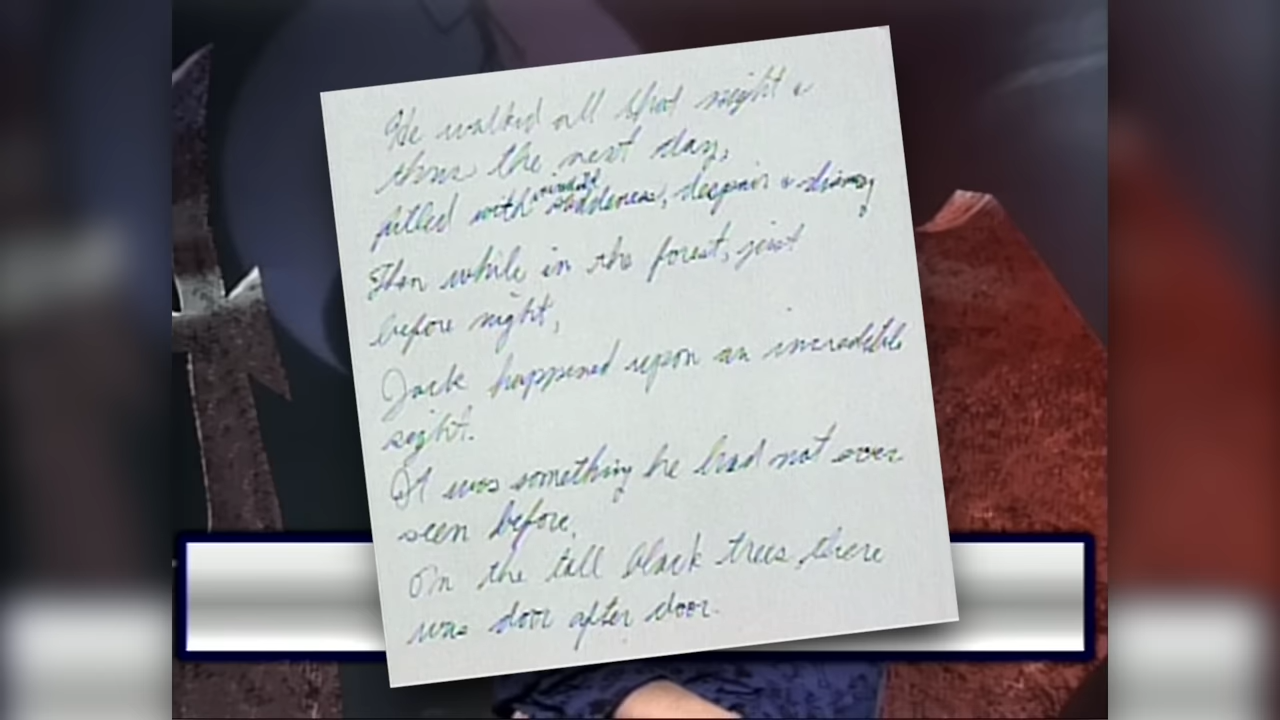 He walked all that night &
thru the next day,
filled with saddeness, despair & dismay
Then while in the forest, just
before night,
Jack happened upon an incredible
sight.
It was something he had not ever
seen before.
On the tall black trees there
was door after door.